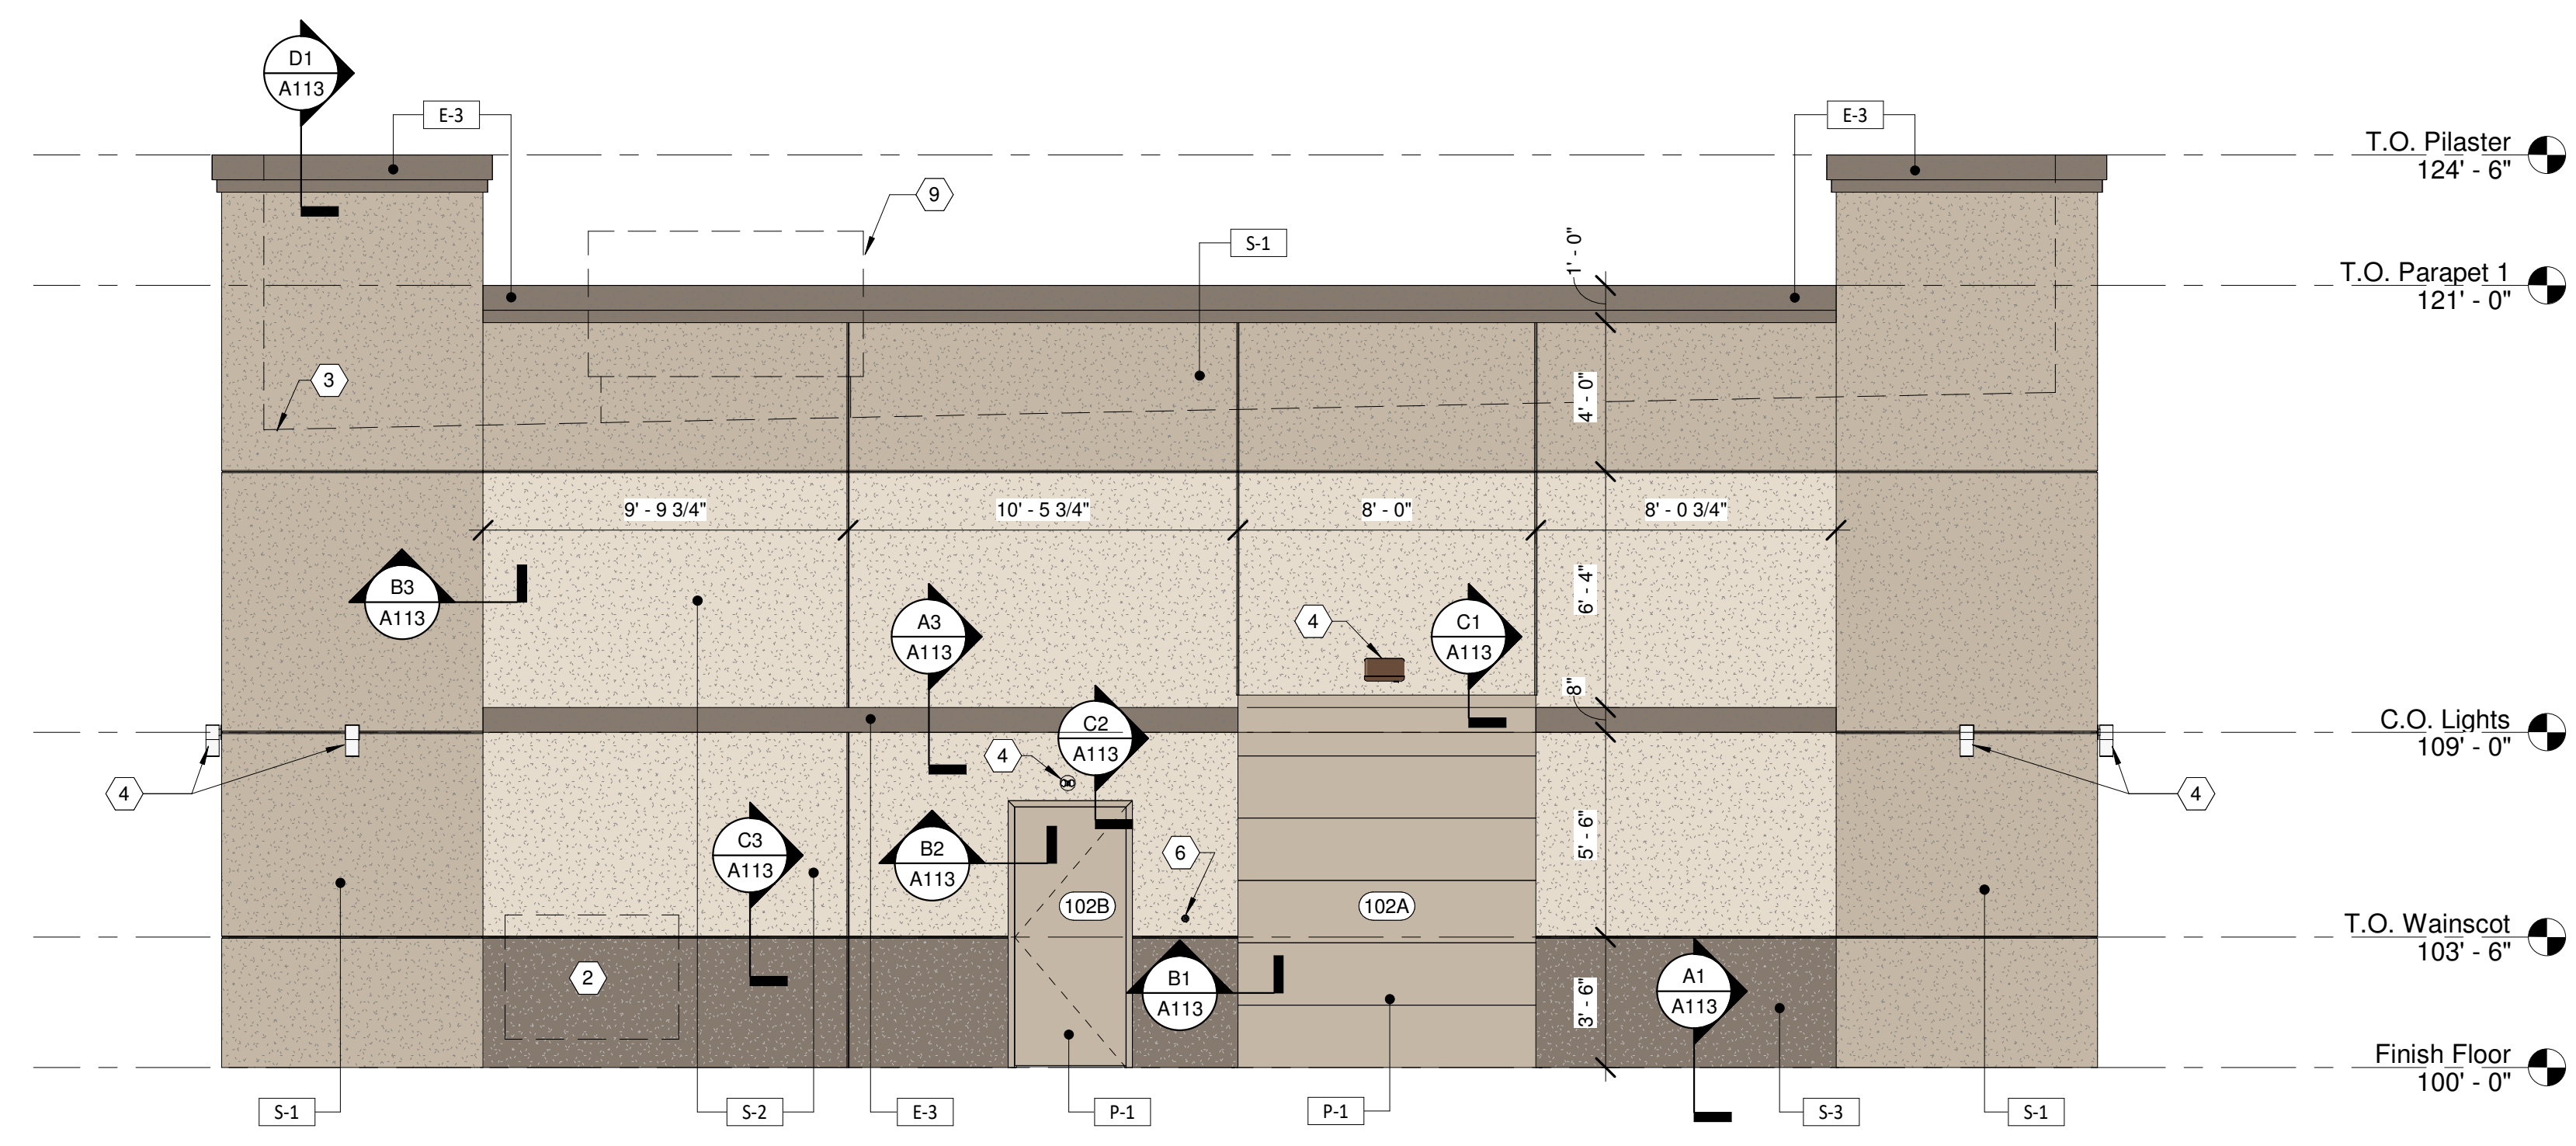 D1
A113
E-3
E-3
T.O. Pilaster
124' - 6"
9
S-1
1' - 0"
T.O. Parapet 1
121' - 0"
3
4' - 0"
9' - 9 3/4"
10' - 5 3/4"
8' - 0"
8' - 0 3/4"
B3
A113
6' - 4"
A3
A113
4
C1
A113
8"
C2
A113
4
C.O. Lights
109' - 0"
4
4
C3
A113
B2
A113
6
5' - 6"
102B
102A
T.O. Wainscot
103' - 6"
2
B1
A113
3' - 6"
A1
A113
Finish Floor
100' - 0"
S-1
S-2
E-3
P-1
P-1
S-3
S-1